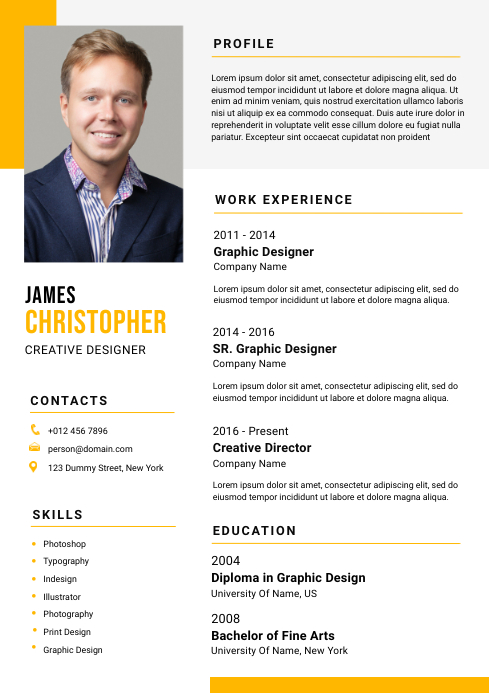 PROFILE
Lorem ipsum dolor sit amet, consectetur adipiscing elit, sed do
eiusmod tempor incididunt ut labore et dolore magna aliqua. Ut
enim ad minim veniam, quis nostrud exercitation ullamco laboris
nisi ut aliquip ex ea commodo consequat. Duis aute irure dolor in
reprehenderit in voluptate velit esse cillum dolore eu fugiat nulla
pariatur. Excepteur sint occaecat cupidatat non proident
JAMES
CHRISTOPHER
CREATIVE DESIGNER
CONTACTS
+012 456 7896
person@domain.com
123 Dummy Street, New York
SKILLS
Photoshop
Typography
Indesign
Illustrator
Photography
Print Design
Graphic Design
WORK EXPERIENCE
2011 - 2014
Graphic Designer
Company Name
Lorem ipsum dolor sit amet, consectetur adipiscing elit, sed do
eiusmod tempor incididunt ut labore et dolore magna aliqua.
2014 - 2016
SR. Graphic Designer
Company Name
Lorem ipsum dolor sit amet, consectetur adipiscing elit, sed do
eiusmod tempor incididunt ut labore et dolore magna aliqua.
2016 - Present
Creative Director
Company Name
Lorem ipsum dolor sit amet, consectetur adipiscing elit, sed do
eiusmod tempor incididunt ut labore et dolore magna aliqua.
EDUCATION
2004
Diploma in Graphic Design
University Of Name, US
2008
Bachelor of Fine Arts
University Of Name, New York